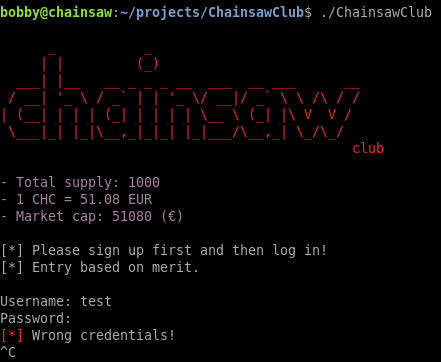 bobby@chainsaw:~/projects/ChainsawClub$ ./ChainsawClub
chainsaw
club
- Total supply: 1000
- 1 CHC = 51.08 EUR
- Market cap: 51080 (€)
[*] Please sign up first and then log in!
[*] Entry based on merit.
Username: test
Password:
[*] Wrong credentials!
^C